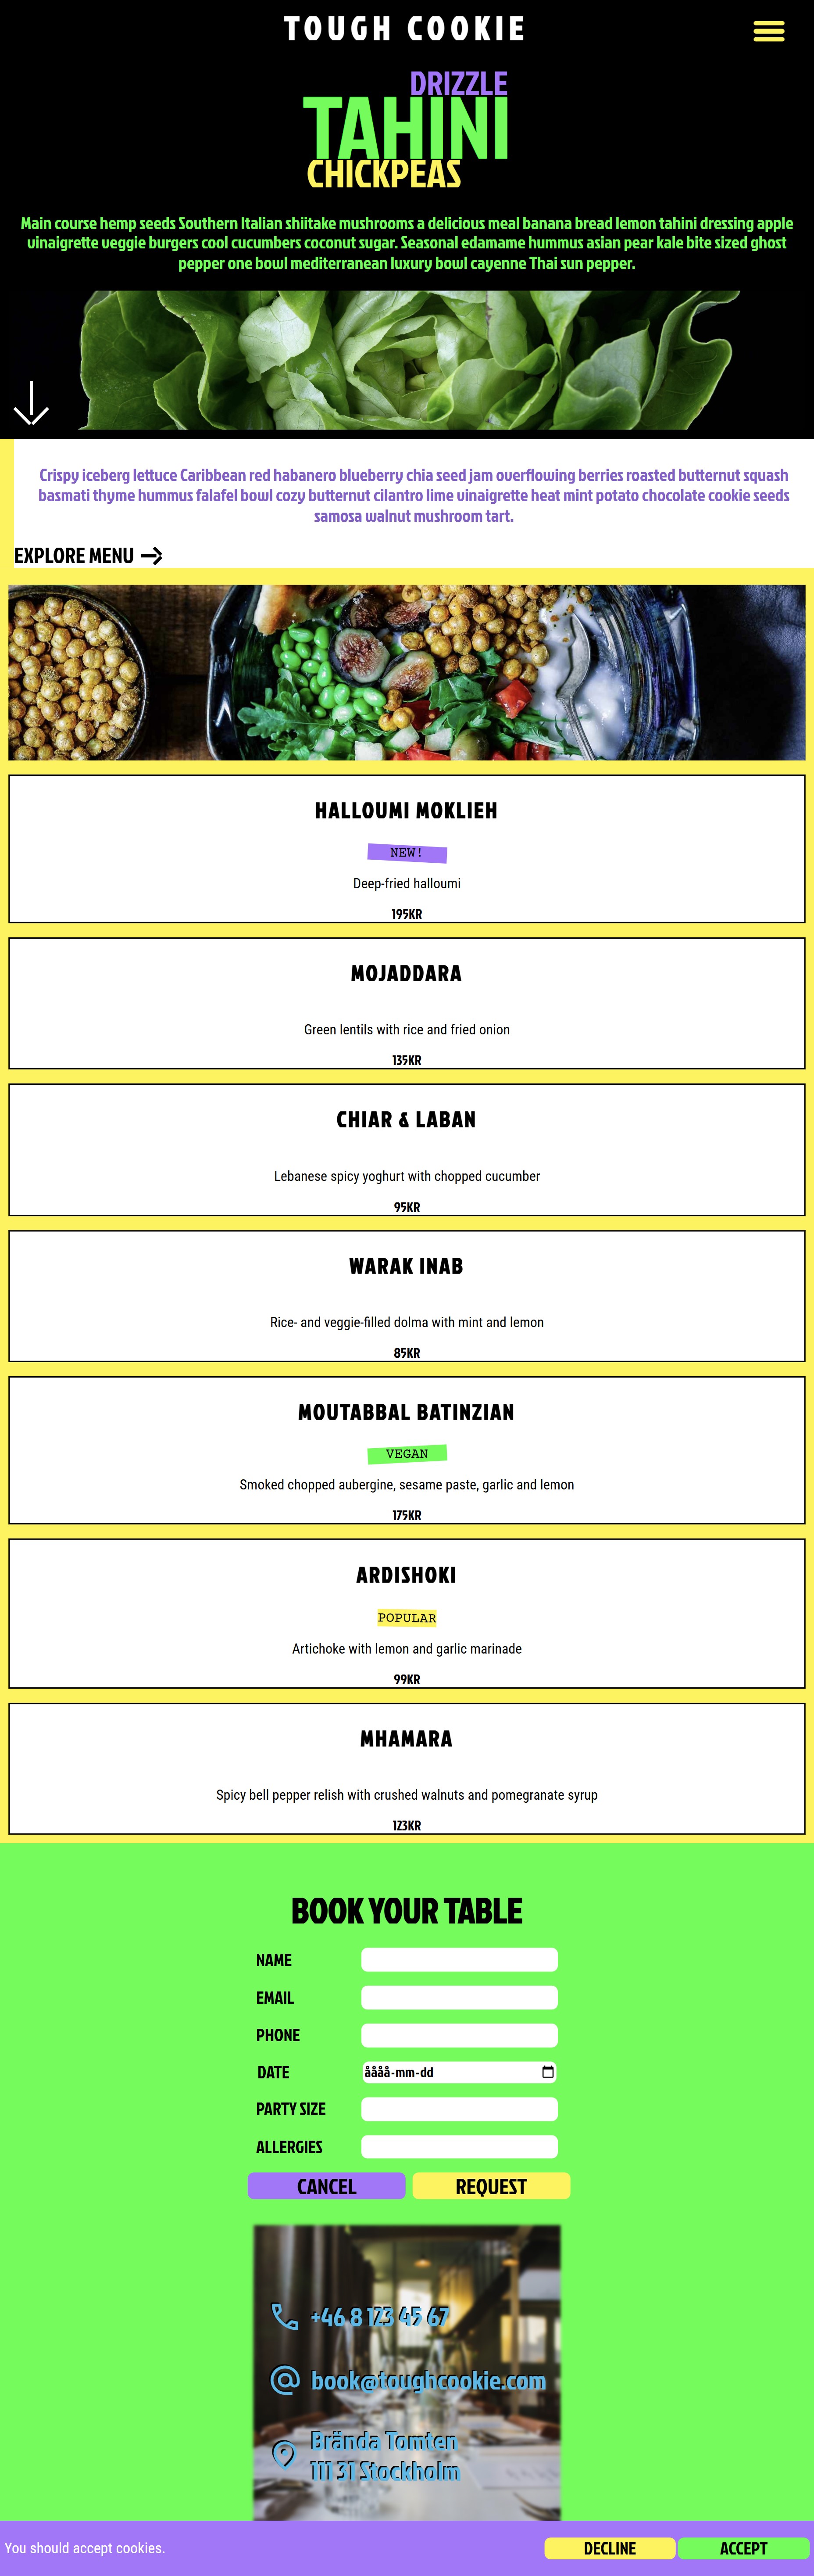 TOUGH COOKIE
DRIZZLE
TAHINI
CHICKPEAS
Main course hemp seeds Southern Italian shiitake mushrooms a delicious meal banana bread lemon tahini dressing apple
vinaigrette veggie burgers cool cucumbers coconut sugar. Seasonal edamame hummus asian pear kale bite sized ghost
pepper one bowl mediterranean luxury bowl cayenne Thai sun pepper.
Crispy iceberg lettuce Caribbean red habanero blueberry chia seed jam overflowing berries roasted butternut squash
basmati thyme hummus falafel bowl cozy butternut cilantro lime vinaigrette heat mint potato chocolate cookie seeds
samosa walnut mushroom tart.
EXPLORE MENU
HALLOUMI MOKLIEH
NEW!
Deep-fried halloumi
195KR
MOJADDARA
Green lentils with rice and fried onion
135KR
CHIAR & LABAN
Lebanese spicy yoghurt with chopped cucumber
95KR
WARAK INAB
Rice- and veggie-filled dolma with mint and lemon
85KR
MOUTABBAL BATINZIAN
VEGAN
Smoked chopped aubergine, sesame paste, garlic and lemon
175KR
ARDISHOKI
POPULAR
Artichoke with lemon and garlic marinade
99KR
MHAMARA
Spicy bell pepper relish with crushed walnuts and pomegranate syrup
123KR
BOOK YOUR TABLE
NAME
EMAIL
PHONE
DATE åååå-mm-dd
PARTY SIZE
ALLERGIES
CANCEL REQUEST
+46 8 123 45 67
book@toughcookie.com
Brända Tomten
111 31 Stockholm
You should accept cookies. DECLINE ACCEPT